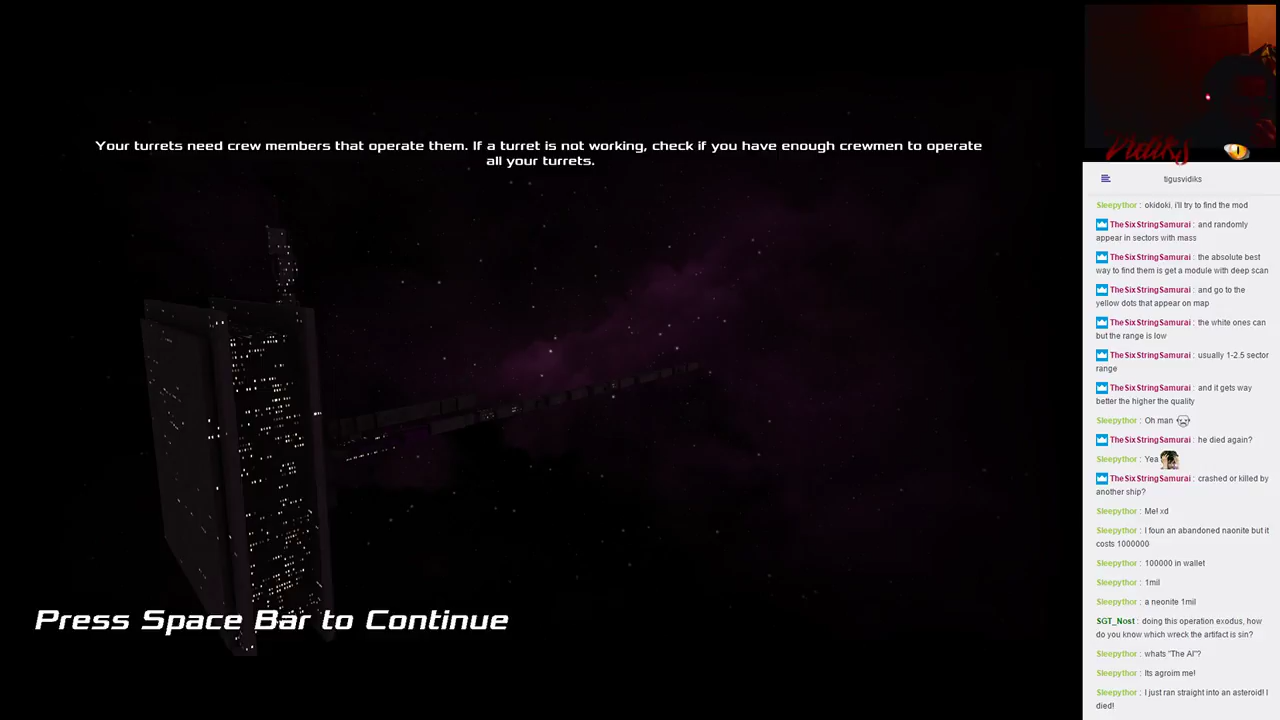 Your turrets need crew members that operate them. If a turret is not working, check if you have enough crewmen to operate
all your turrets.
Press Space Bar to Continue
Vidiks
tigusvidiks
Sleepythor : okidoki, i'll try to find the mod
TheSixStringSamurai : and randomly
appear in sectors with mass
TheSixStringSamurai : the absolute best
way to find them is get a module with deep scan
TheSixStringSamurai : and go to the
yellow dots that appear on map
TheSixStringSamurai : the white ones can
but the range is low
TheSixStringSamurai : usually 1-2.5 sector
range
TheSixStringSamurai : and it gets way
better the higher the quality
Sleepythor : Oh man
TheSixStringSamurai : he died again?
Sleepythor : Yea
TheSixStringSamurai : crashed or killed by
another ship?
Sleepythor : Me! xd
Sleepythor : I foun an abandoned naonite but it
costs 1000000
Sleepythor : 100000 in wallet
Sleepythor : 1mil
Sleepythor : a neonite 1mil
SGT_Nost : doing this operation exodus, how
do you know which wreck the artifact is sin?
Sleepythor : whats "The AI"?
Sleepythor : Its agroim me!
Sleepythor : I just ran straight into an asteroid! I
died!